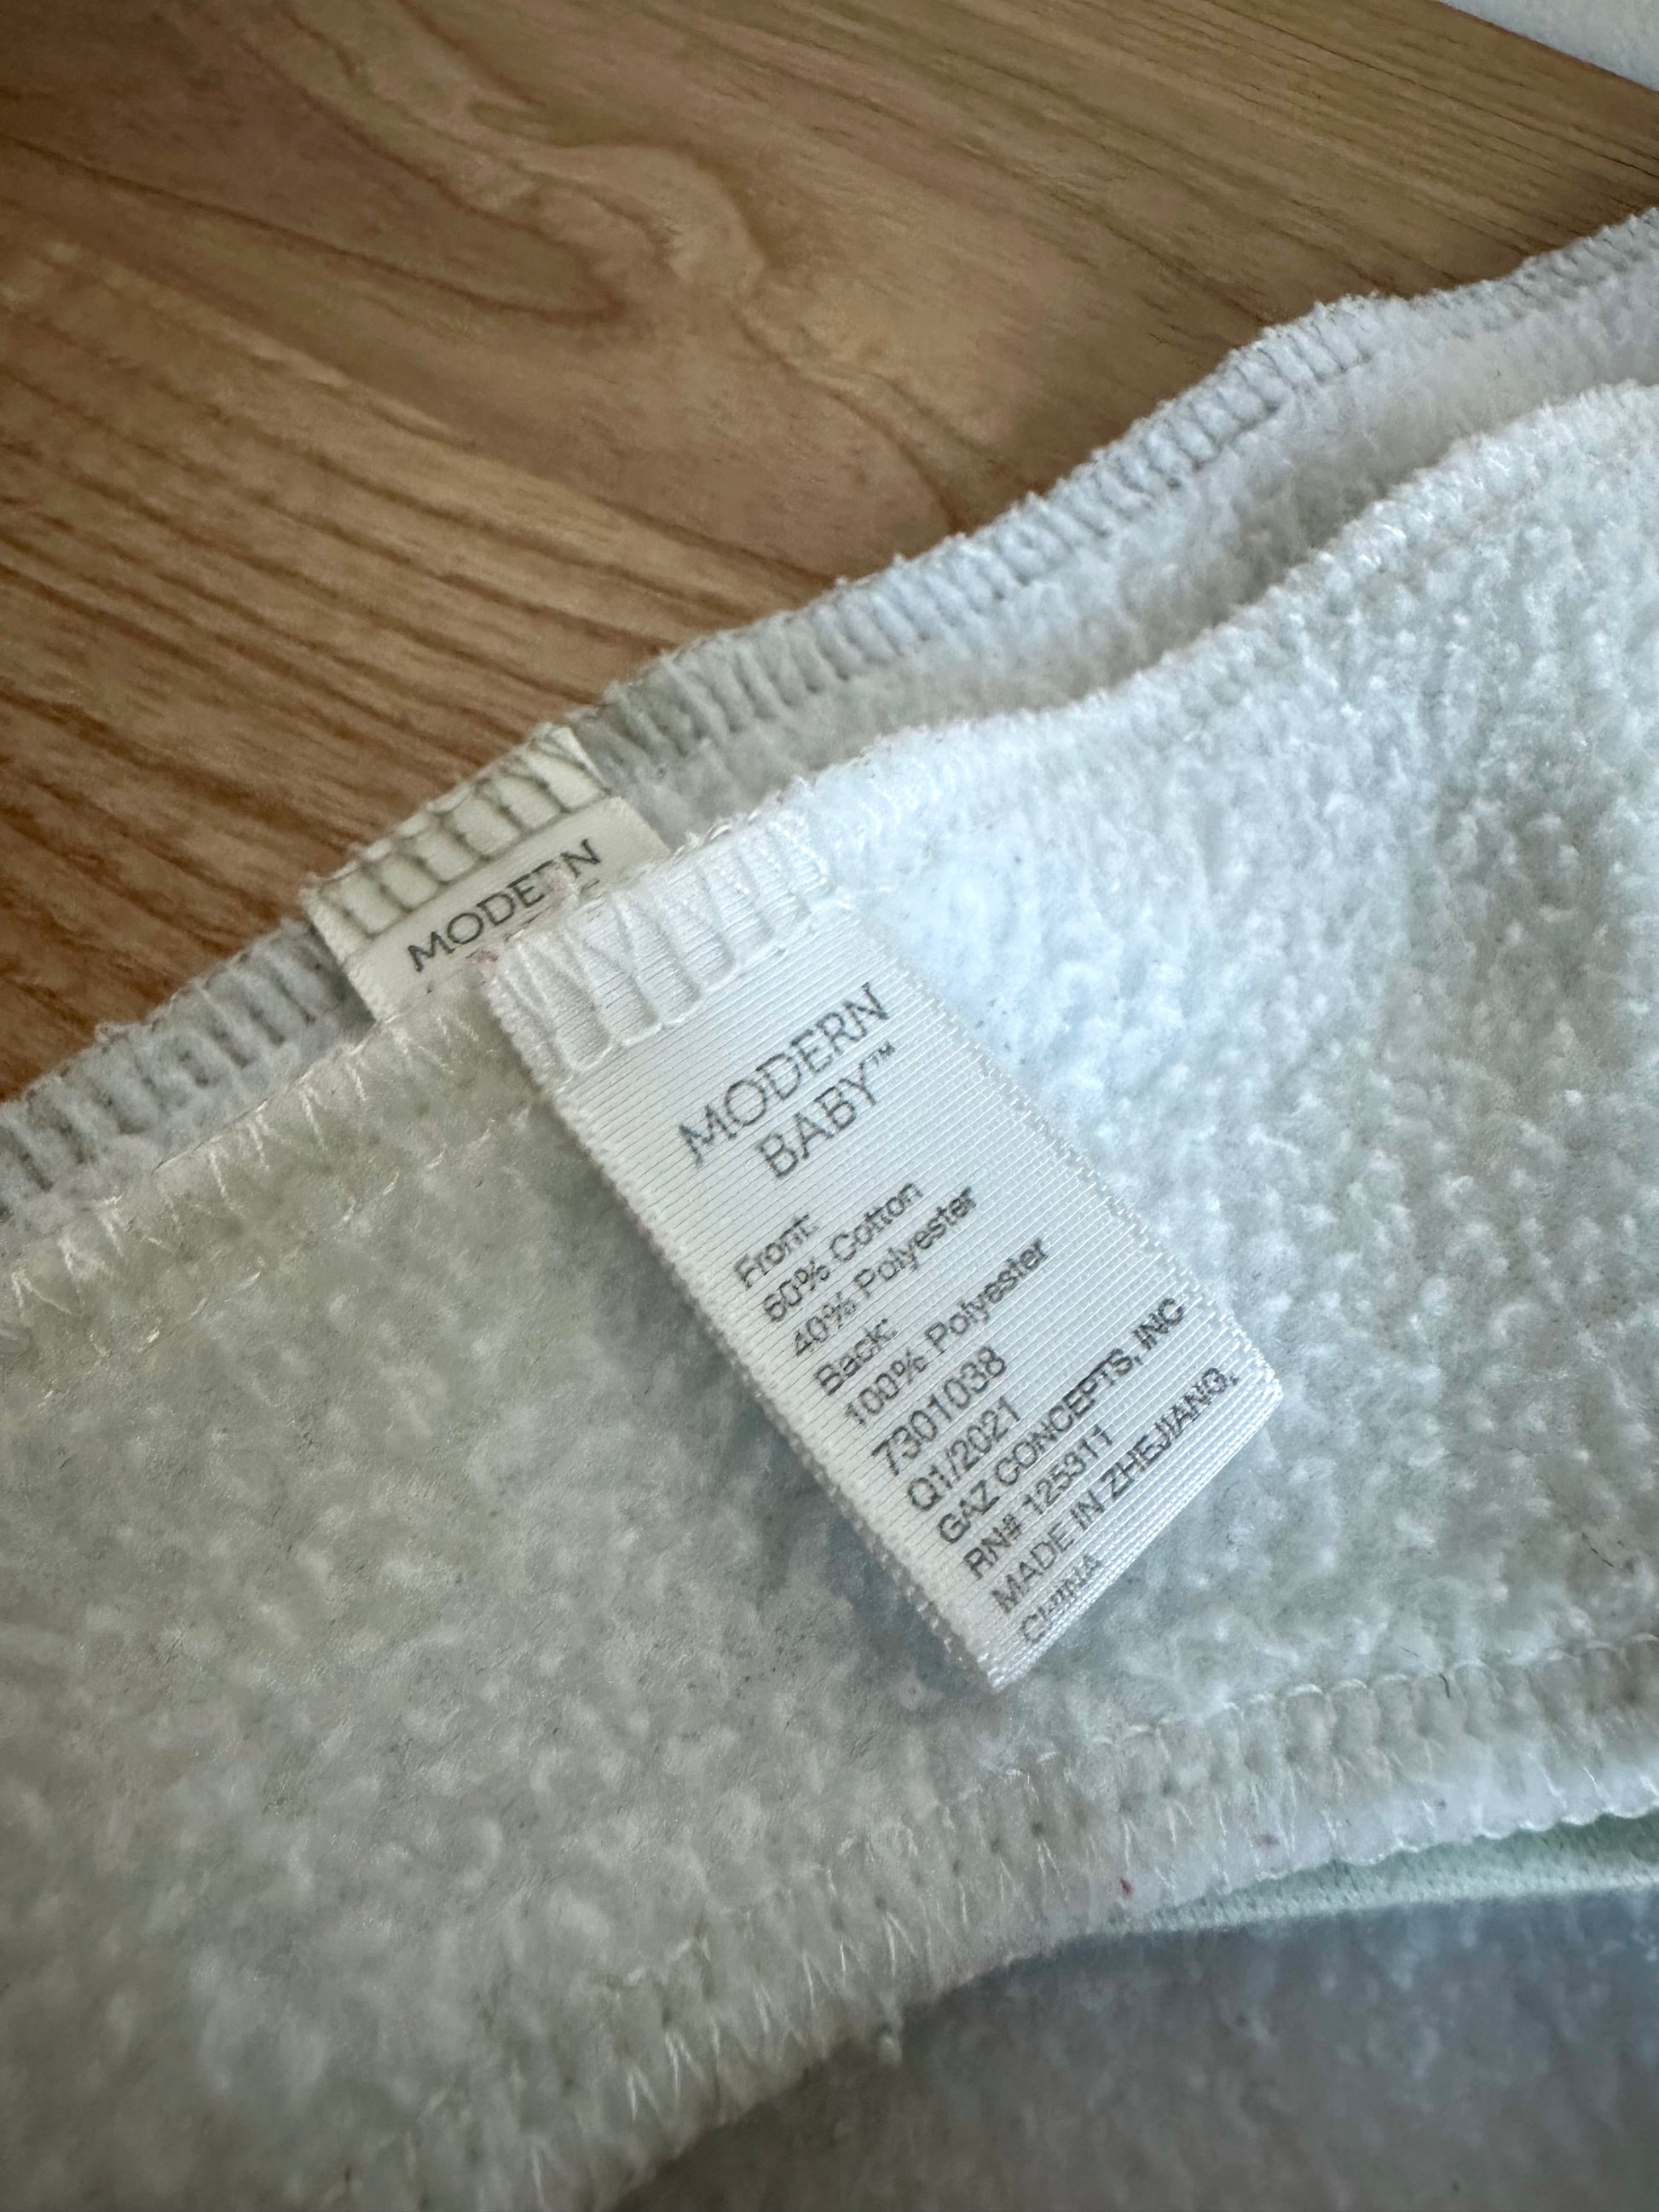 MODERN
MODERN
BABY™
Front:
60% Cotton
40% Polyester
Back:
100% Polyester
7301038
Q1/2021
GAZ CONCEPTS, INC
RN# 125311
MADE IN ZHEJIANG,
CHINA